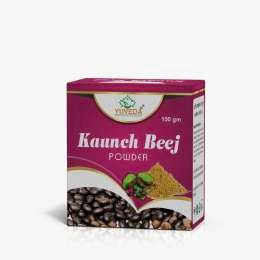 YUVEDA
100 gm
Kaunch Beej
POWDER